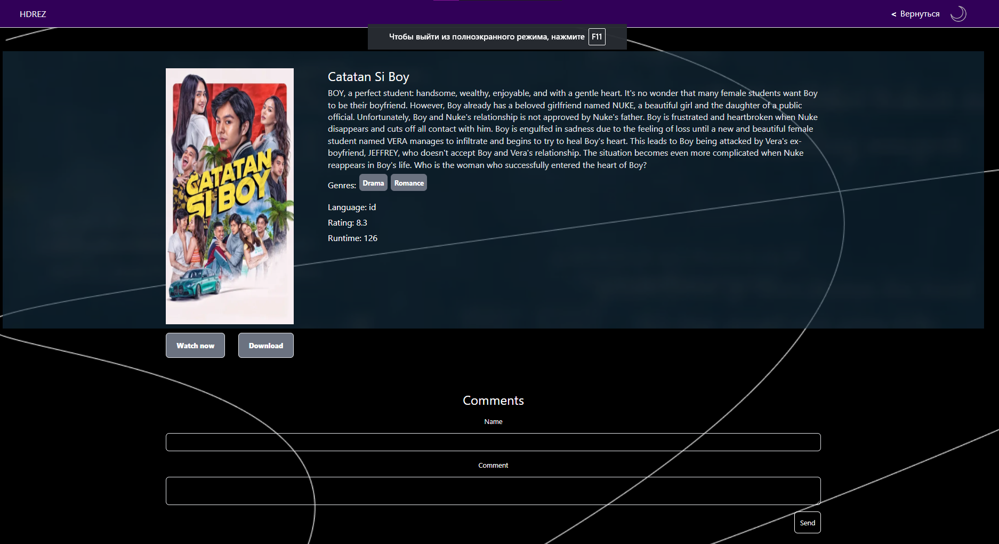 HDREZ
< Вернуться
Чтобы выйти из полноэкранного режима, нажмите F11
CATATAN
SI BOY
Catatan Si Boy
BOY, a perfect student: handsome, wealthy, enjoyable, and with a gentle heart. It's no wonder that many female students want Boy
to be their boyfriend. However, Boy already has a beloved girlfriend named NUKE, a beautiful girl and the daughter of a public
official. Unfortunately, Boy and Nuke's relationship is not approved by Nuke's father. Boy is frustrated and heartbroken when Nuke
disappears and cuts off all contact with him. Boy is engulfed in sadness due to the feeling of loss until a new and beautiful female
student named VERA manages to infiltrate and begins to try to heal Boy's heart. This leads to Boy being attacked by Vera's ex-
boyfriend, JEFFREY, who doesn't accept Boy and Vera's relationship. The situation becomes even more complicated when Nuke
reappears in Boy's life. Who is the woman who successfully entered the heart of Boy?
Genres: Drama Romance
Language: id
Rating: 8.3
Runtime: 126
Watch now Download
Comments
Name
Comment
Send